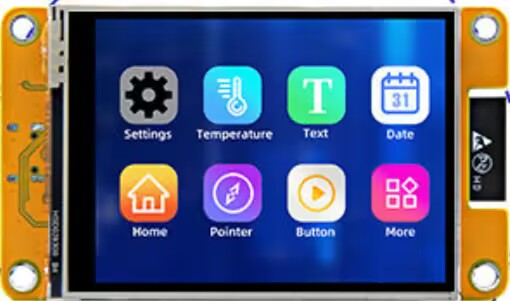 Settings
Temperature
T
Text
31
Date
Home
Pointer
Button
More